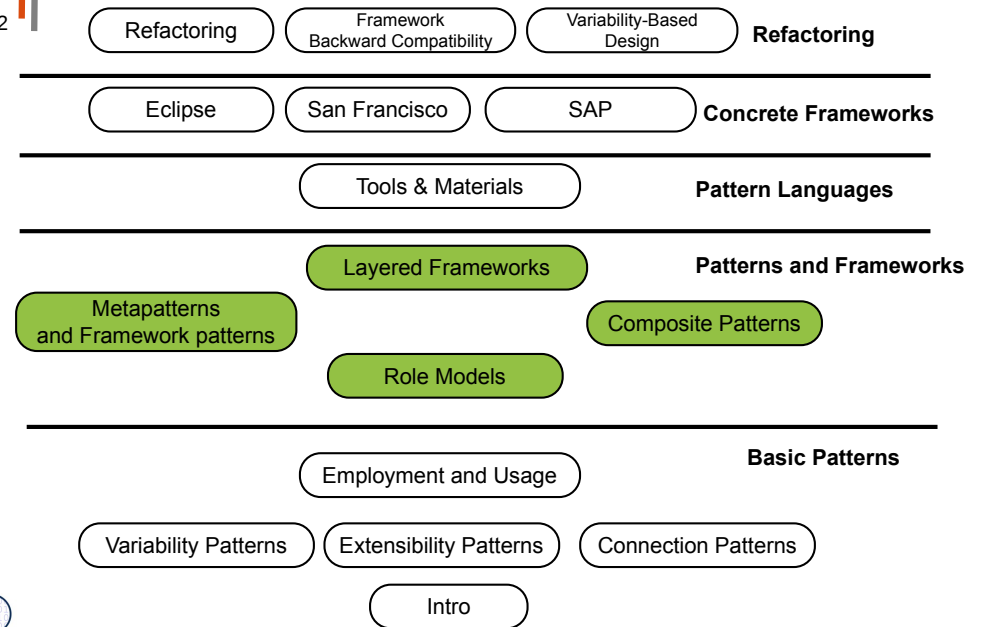 2
Refactoring
Framework
Backward Compatibility
Variability-Based
Design
Refactoring
Eclipse
San Francisco
SAP
Concrete Frameworks
Tools & Materials
Pattern Languages
Layered Frameworks
Patterns and Frameworks
Metapatterns
and Framework patterns
Composite Patterns
Role Models
Basic Patterns
Employment and Usage
Variability Patterns
Extensibility Patterns
Connection Patterns
Intro